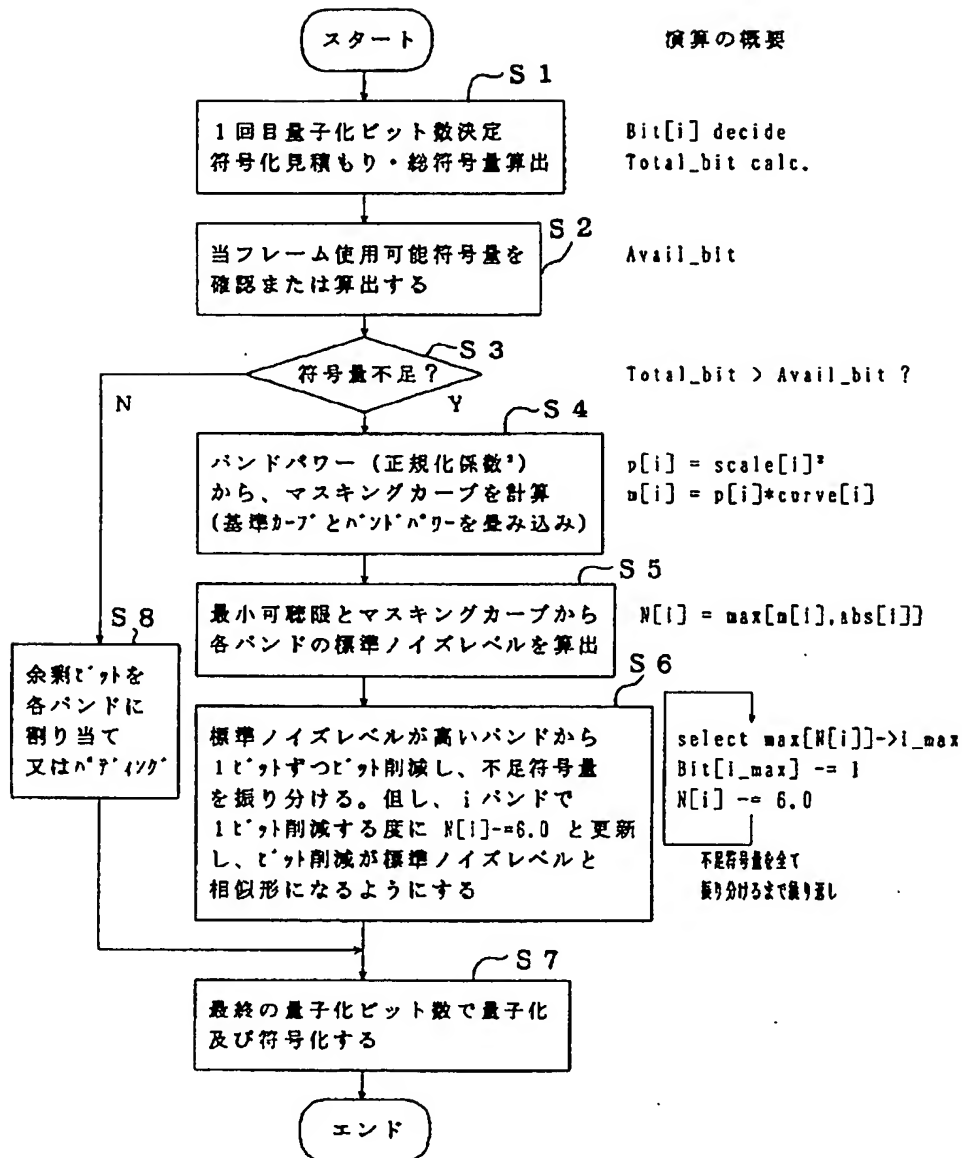 スタート
演算の概要
S1
1回目量子化ビット数決定
符号化見積もり・総符号量算出
Bit[i] decide
Total_bit calc.
S2
当フレーム使用可能符号量を
確認または算出する
Avail_bit
S3
符号量不足?
Total_bit > Avail_bit ?
N
Y
S4
バンドパワー(正規化係数²)
から、マスキングカーブを計算
(基準カーブとバンドパワーを畳み込み)
p[i] = scale[i]²
m[i] = p[i]*curve[i]
S5
最小可聴限とマスキングカーブから
各バンドの標準ノイズレベルを算出
N[i] = max[m[i],abs[i]]
S8
余剰ビットを
各バンドに
割り当て
又はパディング
S6
標準ノイズレベルが高いバンドから
1ビットずつビット削減し、不足符号量
を振り分ける。但し、iバンドで
1ビット削減する度に N[i]-=6.0 と更新
し、ビット削減が標準ノイズレベルと
相似形になるようにする
select max[N[i]]->i_max
Bit[i_max] -= 1
N[i] -= 6.0
不足符号量を全て
振り分けるまで繰り返し
S7
最終の量子化ビット数で量子化
及び符号化する
エンド